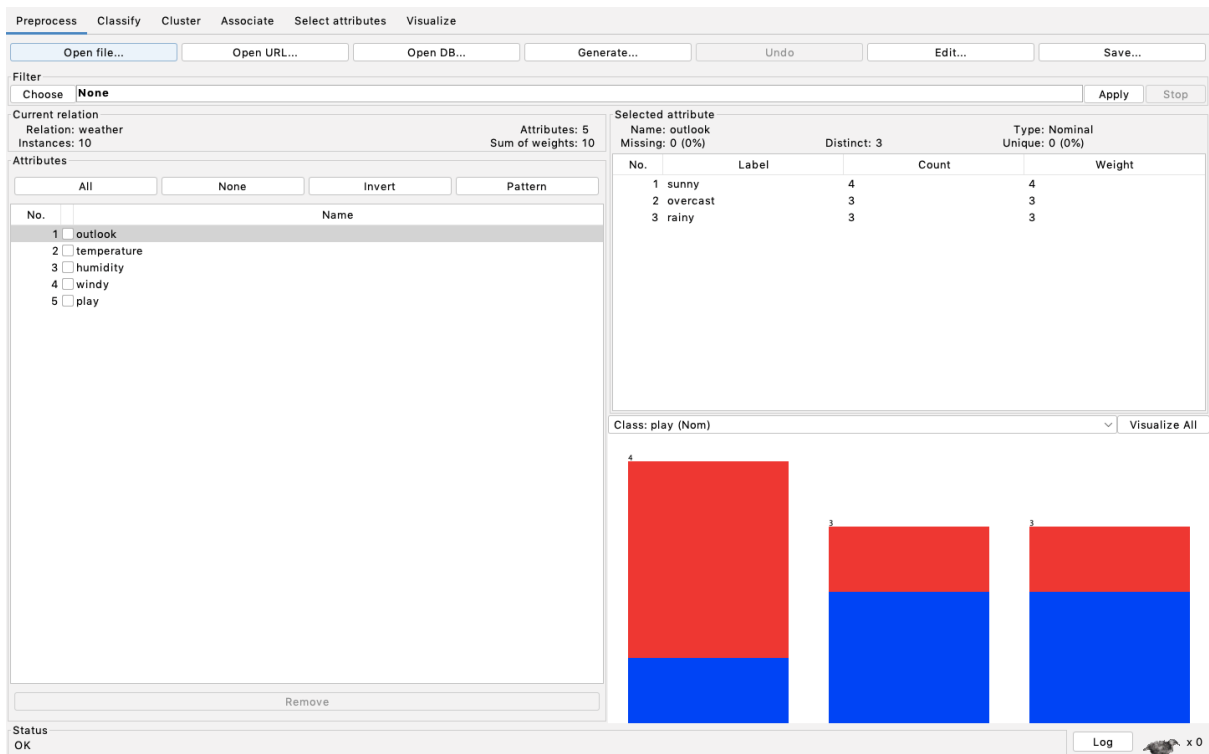 Preprocess Classify Cluster Associate Select attributes Visualize
Open file... Open URL... Open DB... Generate... Undo Edit... Save...
Filter
Choose None Apply Stop
Current relation
Relation: weather Attributes: 5
Instances: 10 Sum of weights: 10
Attributes
All None Invert Pattern
No. Name
1 outlook
2 temperature
3 humidity
4 windy
5 play
Remove
Selected attribute
Name: outlook Type: Nominal
Missing: 0 (0%) Distinct: 3 Unique: 0 (0%)
No. Label Count Weight
1 sunny 4 4
2 overcast 3 3
3 rainy 3 3
Class: play (Nom) Visualize All
4
3 3
Status
OK Log x 0